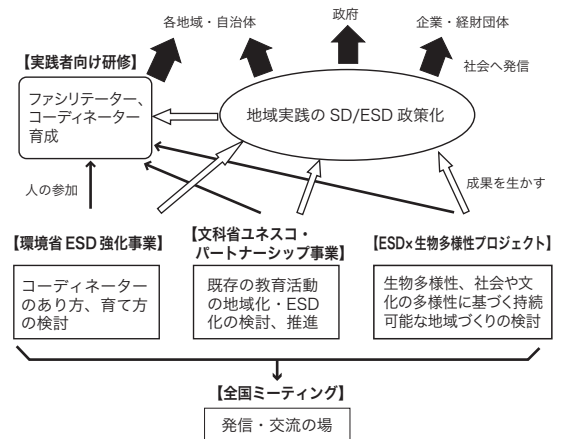 各地域・自治体
政府
企業・経財団体
社会へ発信
【実践者向け研修】
ファシリテーター、
コーディネーター
育成
地域実践の SD/ESD 政策化
人の参加
成果を生かす
【環境省 ESD 強化事業】
コーディネーター
のあり方、育て方
の検討
【文科省ユネスコ・
パートナーシップ事業】
既存の教育活動
の地域化・ESD
化の検討、推進
【ESD×生物多様性プロジェクト】
生物多様性、社会や文
化の多様性に基づく持続
可能な地域づくりの検討
【全国ミーティング】
発信・交流の場